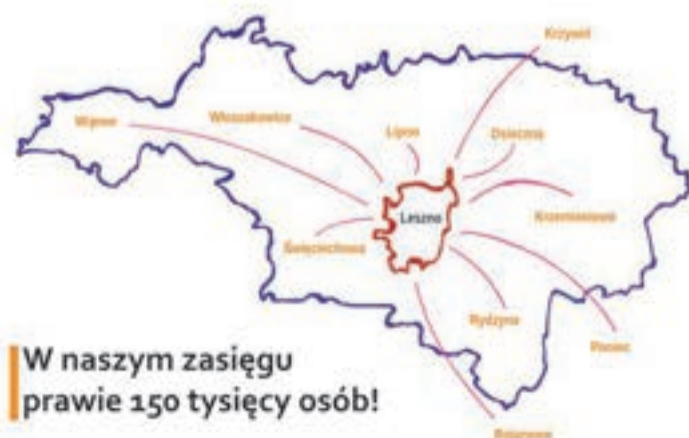 Krzywiń
Wijewo
Włoszakowice
Lipno
Osieczna
Leszno
Krzemieniewo
Święciechowa
Rydzyna
Poniec
W naszym zasięgu
prawie 150 tysięcy osób!